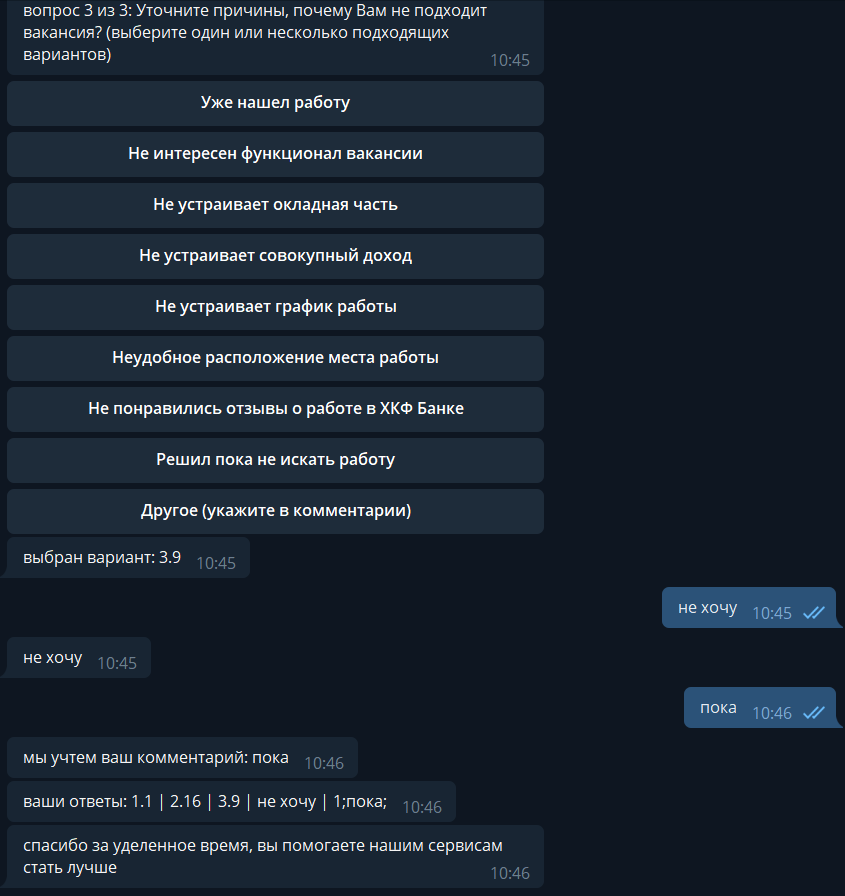 вопрос 3 из 3: Уточните причины, почему Вам не подходит
вакансия? (выберите один или несколько подходящих
вариантов)
10:45
Уже нашел работу
Не интересен функционал вакансии
Не устраивает окладная часть
Не устраивает совокупный доход
Не устраивает график работы
Неудобное расположение места работы
Не понравились отзывы о работе в ХКФ Банке
Решил пока не искать работу
Другое (укажите в комментарии)
выбран вариант: 3.9 10:45
не хочу 10:45
не хочу 10:45
пока 10:46
мы учтем ваш комментарий: пока 10:46
ваши ответы: 1.1 | 2.16 | 3.9 | не хочу | 1;пока; 10:46
спасибо за уделенное время, вы помогаете нашим сервисам
стать лучше 10:46